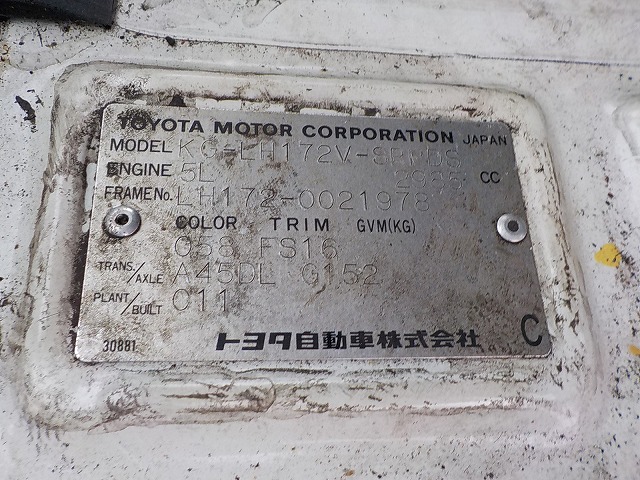 TOYOTA MOTOR CORPORATION JAPAN
MODEL KG-LH172V-
ENGINE 5L 2985 CC
FRAME No. LH172-0021978
COLOR TRIM GVM(KG)
058 FS16
TRANS./AXLE A45DL G152
PLANT/BUILT C11
30881 トヨタ自動車株式会社 C